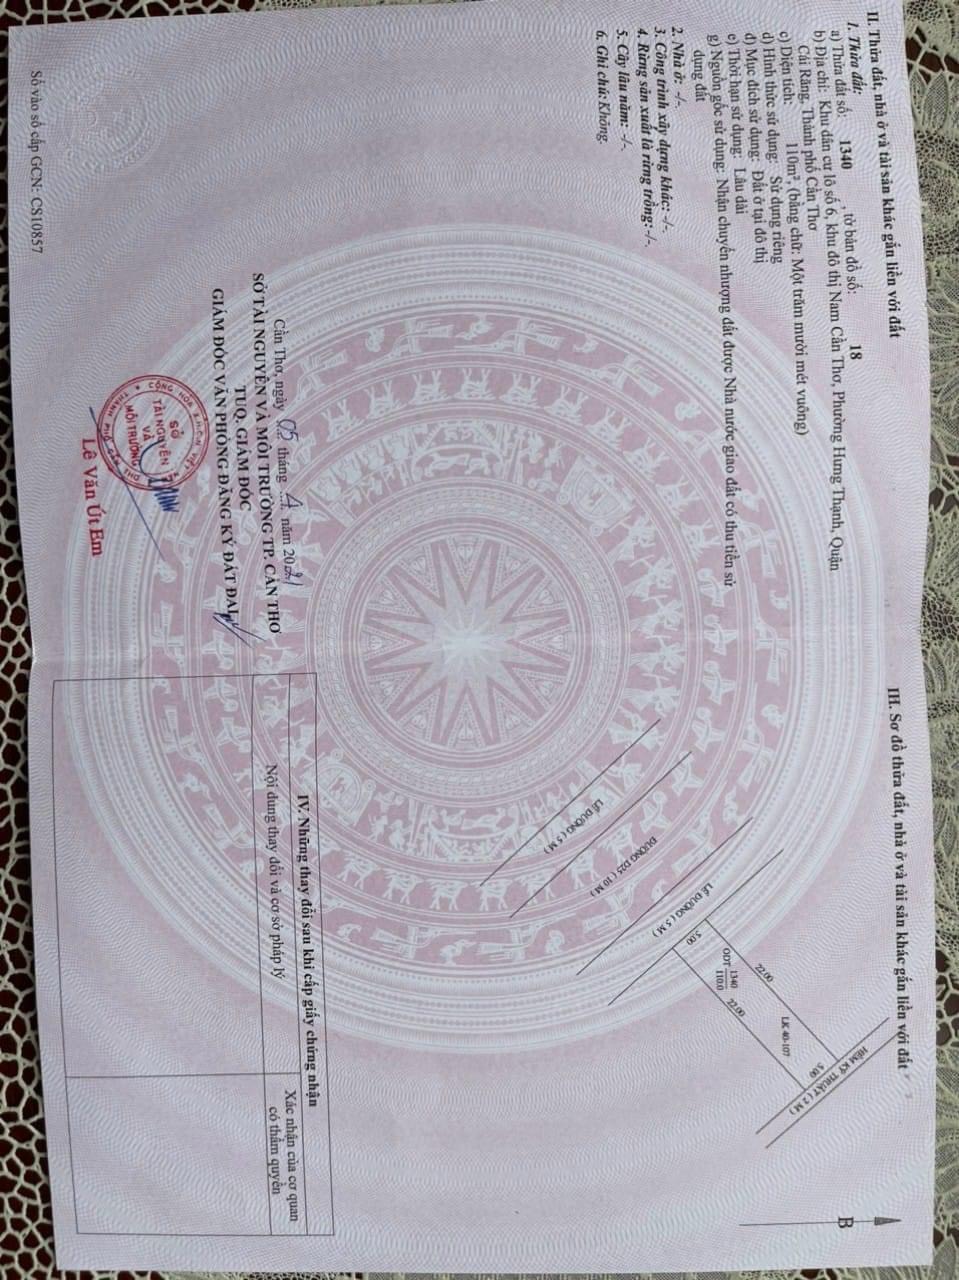 II. Thửa đất, nhà ở và tài sản khác gắn liền với đất
1. Thửa đất:
a) Thửa đất số: 1340 , tờ bản đồ số: 18
b) Địa chỉ: Khu dân cư lô số 6, khu đô thị Nam Cần Thơ, Phường Hưng Thạnh, Quận
Cái Răng, Thành phố Cần Thơ
c) Diện tích: 110m², (bằng chữ: Một trăm mười mét vuông)
d) Hình thức sử dụng: Sử dụng riêng
đ) Mục đích sử dụng: Đất ở tại đô thị
e) Thời hạn sử dụng: Lâu dài
g) Nguồn gốc sử dụng: Nhận chuyển nhượng đất được Nhà nước giao đất có thu tiền sử
dụng đất
2. Nhà ở: -/-.
3. Công trình xây dựng khác: -/-.
4. Rừng sản xuất là rừng trồng: -/-.
5. Cây lâu năm: -/-.
6. Ghi chú: Không.
Cần Thơ, ngày 05 tháng 4 năm 2021
SỞ TÀI NGUYÊN VÀ MÔI TRƯỜNG TP. CẦN THƠ
TUQ. GIÁM ĐỐC
GIÁM ĐỐC VĂN PHÒNG ĐĂNG KÝ ĐẤT ĐAI
CỘNG HÒA X.H.C.N VIỆT NAM
SỞ
TÀI NGUYÊN
VÀ
MÔI TRƯỜNG
THÀNH PHỐ CẦN THƠ
Lê Văn Út Em
Số vào sổ cấp GCN: CS10857
III. Sơ đồ thửa đất, nhà ở và tài sản khác gắn liền với đất
B
HẺM KỸ THUẬT ( 2 M )
5.00
LK 40-107
22.00
ODT 1340
110.0
22.00
5.00
LỀ ĐƯỜNG ( 5 M )
ĐƯỜNG D25 ( 10 M )
LỀ ĐƯỜNG ( 5 M )
IV. Những thay đổi sau khi cấp giấy chứng nhận
Nội dung thay đổi và cơ sở pháp lý
Xác nhận của cơ quan
có thẩm quyền